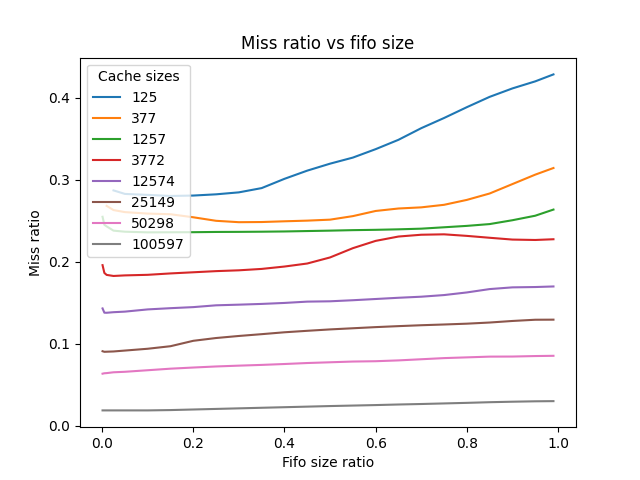 Miss ratio vs fifo size
Cache sizes
125
377
1257
3772
12574
25149
50298
100597
Miss ratio
0.4
0.3
0.2
0.1
0.0
0.0 0.2 0.4 0.6 0.8 1.0
Fifo size ratio